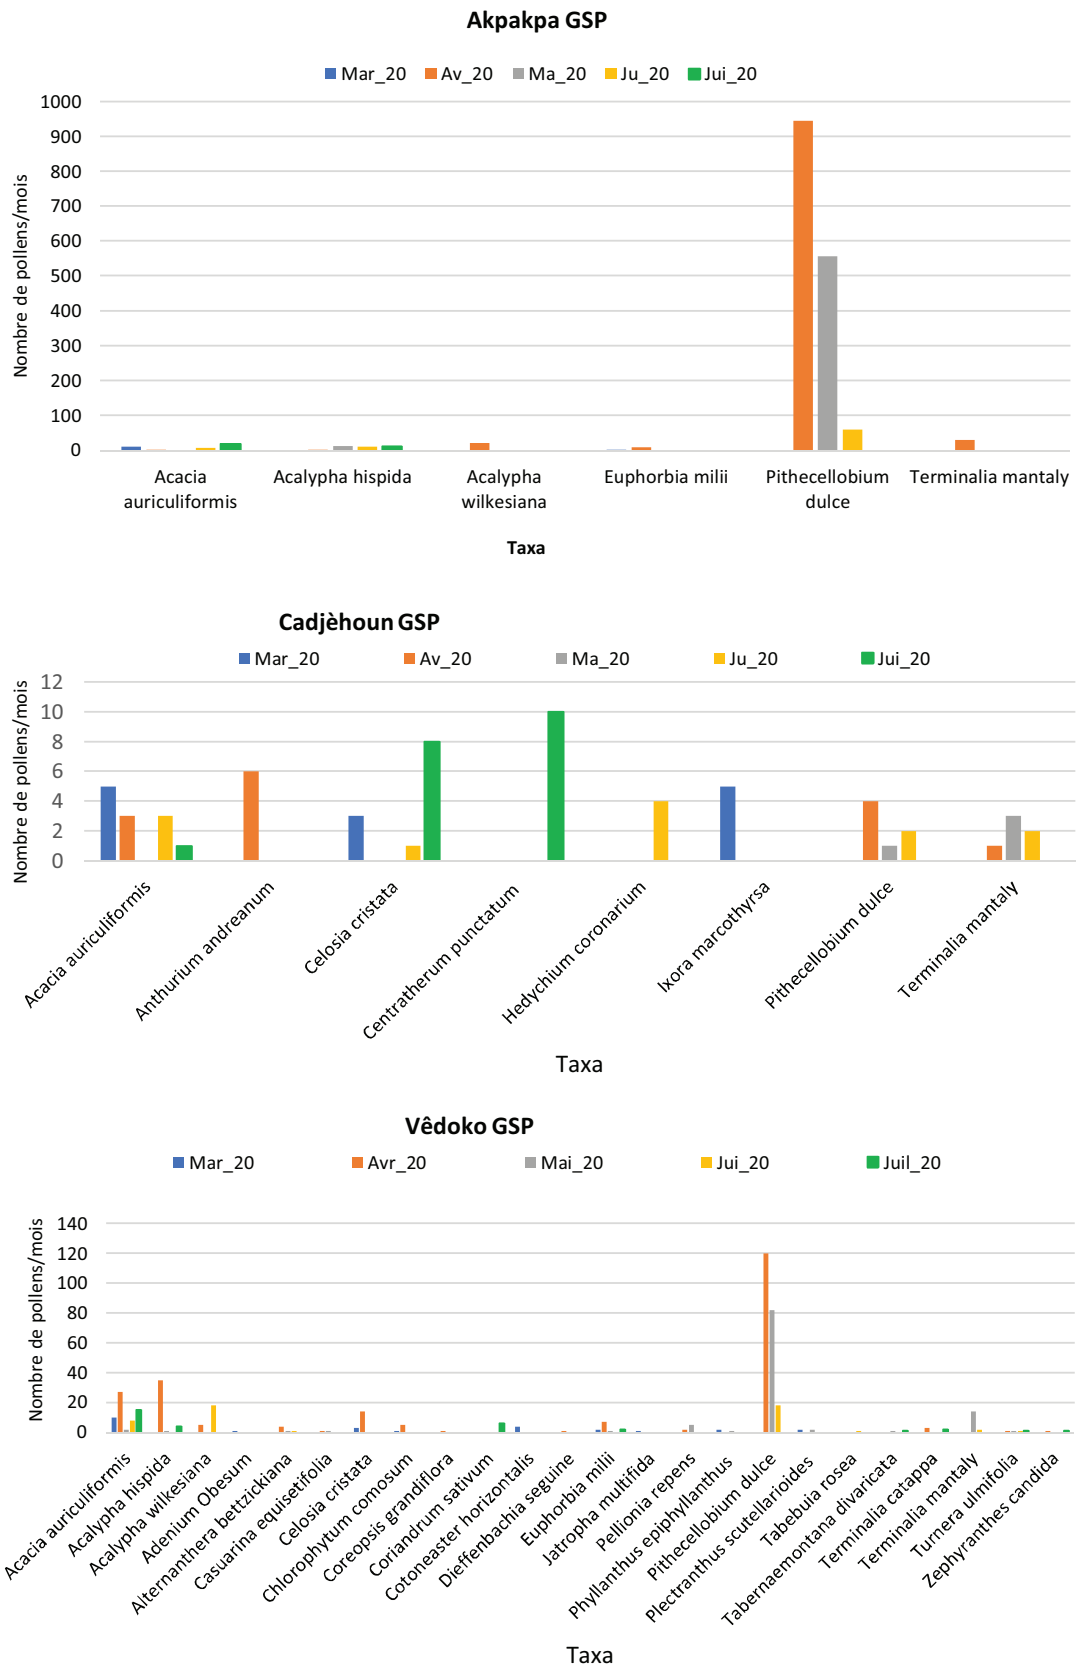 Akpakpa GSP
Mar_20 Av_20 Ma_20 Ju_20 Jui_20
Nombre de pollens/mois
1000
900
800
700
600
500
400
300
200
100
0
Acacia auriculiformis
Acalypha hispida
Acalypha wilkesiana
Euphorbia milii
Pithecellobium dulce
Terminalia mantaly
Taxa
Cadjèhoun GSP
Mar_20 Av_20 Ma_20 Ju_20 Jui_20
Nombre de pollens/mois
12
10
8
6
4
2
0
Acacia auriculiformis
Anthurium andreanum
Celosia cristata
Centratherum punctatum
Hedychium coronarium
Ixora marcothyrsa
Pithecellobium dulce
Terminalia mantaly
Taxa
Vêdoko GSP
Mar_20 Avr_20 Mai_20 Jui_20 Juil_20
Nombre de pollens/mois
140
120
100
80
60
40
20
0
Acacia auriculiformis
Acalypha hispida
Acalypha wilkesiana
Adenium Obesum
Alternanthera bettzickiana
Casuarina equisetifolia
Celosia cristata
Chlorophytum comosum
Coreopsis grandiflora
Coriandrum sativum
Cotoneaster horizontalis
Dieffenbachia seguine
Euphorbia milii
Jatropha multifida
Pellionia repens
Phyllanthus epiphyllanthus
Pithecellobium dulce
Plectranthus scutellarioides
Tabebuia rosea
Tabernaemontana divaricata
Terminalia catappa
Terminalia mantaly
Turnera ulmifolia
Zephyranthes candida
Taxa